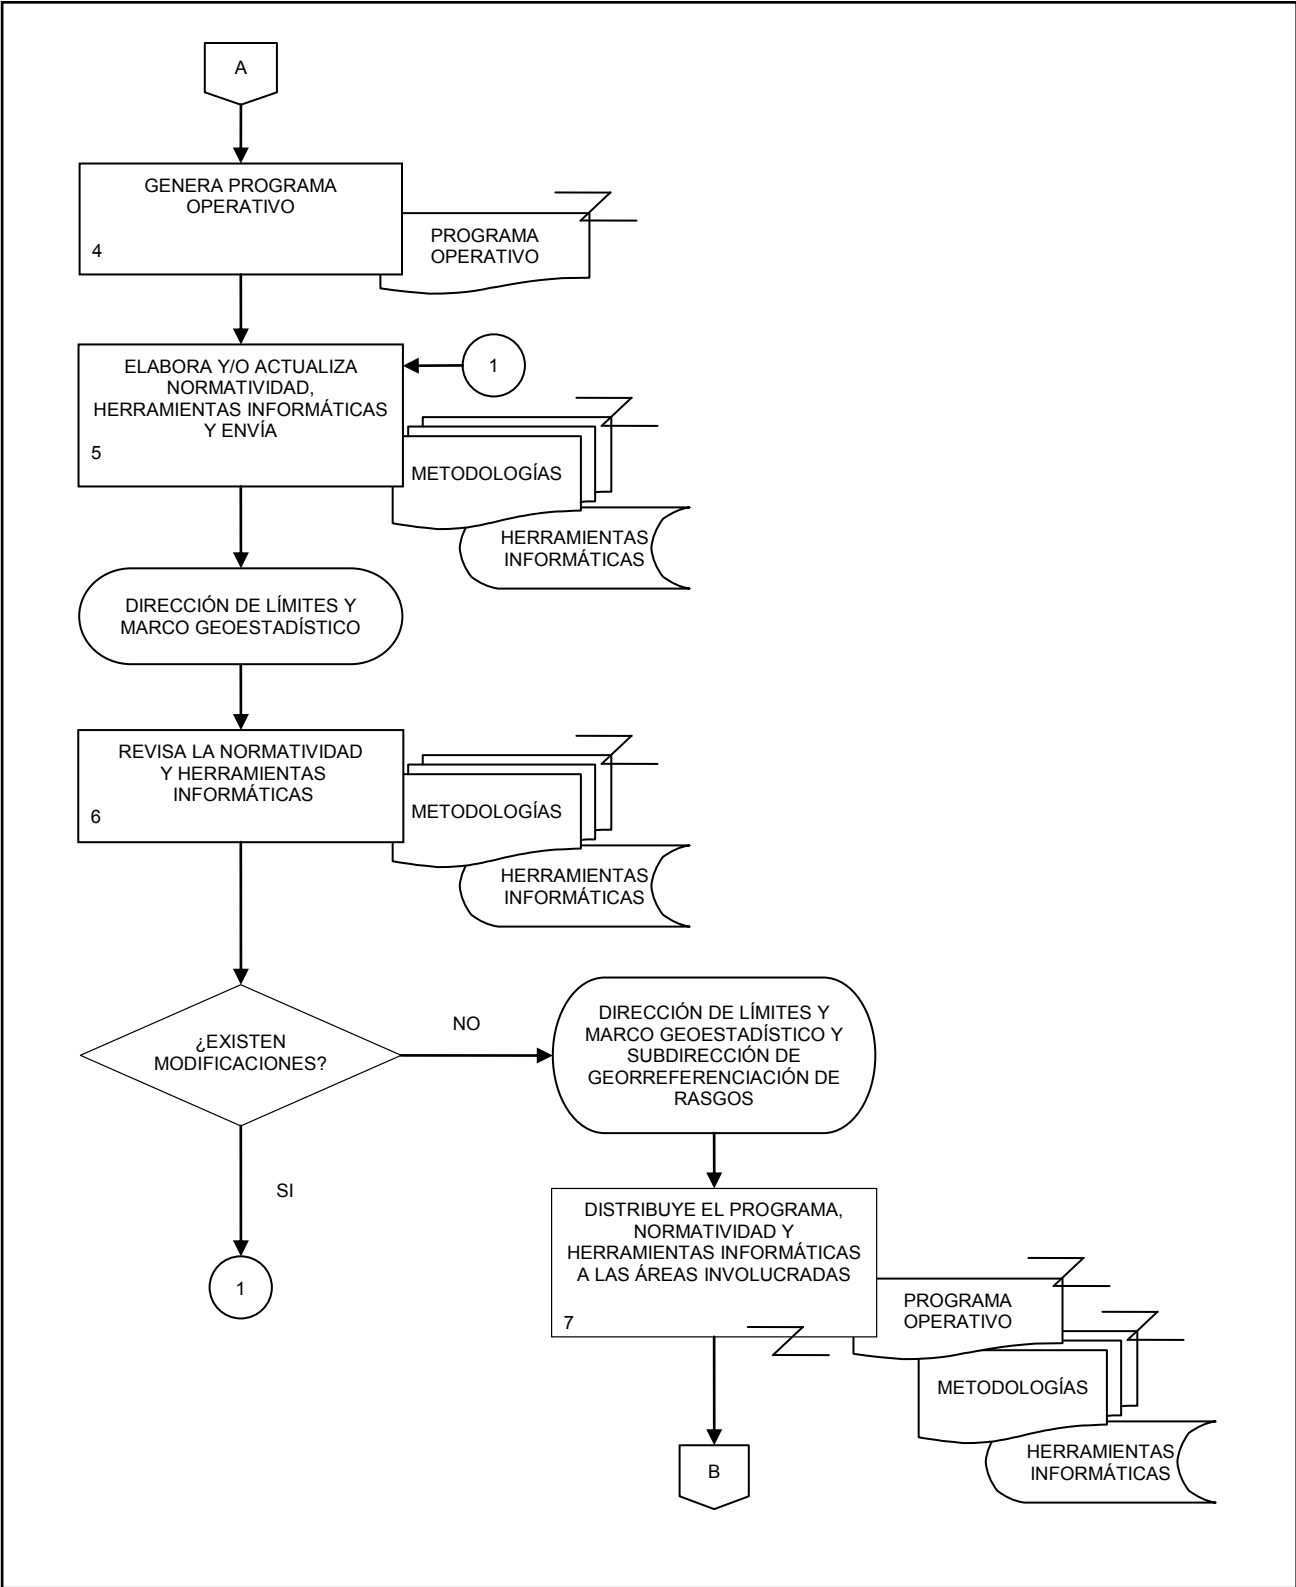 A
GENERA PROGRAMA
OPERATIVO
4
PROGRAMA
OPERATIVO
ELABORA Y/O ACTUALIZA
NORMATIVIDAD,
HERRAMIENTAS INFORMÁTICAS
Y ENVÍA
5
1
METODOLOGÍAS
HERRAMIENTAS
INFORMÁTICAS
DIRECCIÓN DE LÍMITES Y
MARCO GEOESTADÍSTICO
REVISA LA NORMATIVIDAD
Y HERRAMIENTAS
INFORMÁTICAS
6
METODOLOGÍAS
HERRAMIENTAS
INFORMÁTICAS
¿EXISTEN
MODIFICACIONES?
NO
DIRECCIÓN DE LÍMITES Y
MARCO GEOESTADÍSTICO Y
SUBDIRECCIÓN DE
GEORREFERENCIACIÓN DE
RASGOS
SI
1
DISTRIBUYE EL PROGRAMA,
NORMATIVIDAD Y
HERRAMIENTAS INFORMÁTICAS
A LAS ÁREAS INVOLUCRADAS
7
PROGRAMA
OPERATIVO
METODOLOGÍAS
HERRAMIENTAS
INFORMÁTICAS
B